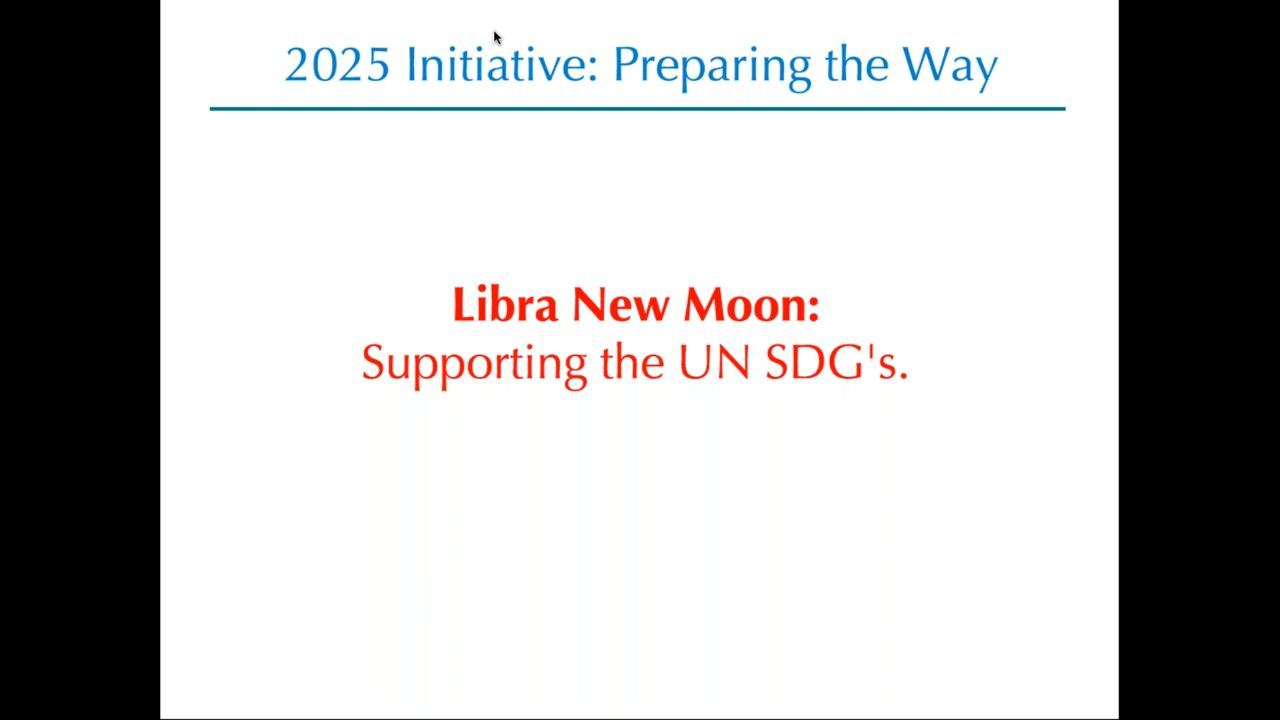 2025 Initiative: Preparing the Way
Libra New Moon:
Supporting the UN SDG's.